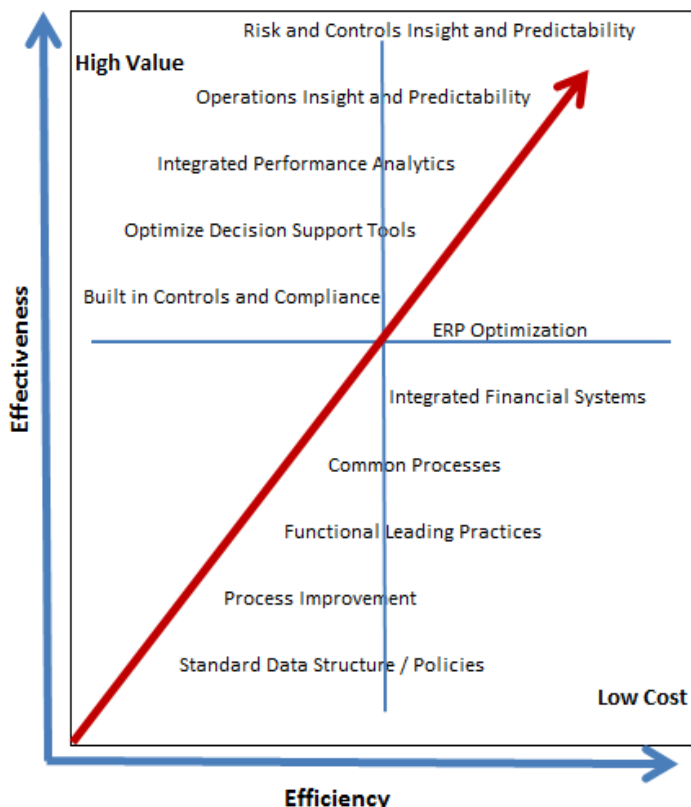 Risk and Controls Insight and Predictability
High Value
Operations Insight and Predictability
Integrated Performance Analytics
Optimize Decision Support Tools
Built in Controls and Compliance
ERP Optimization
Effectiveness
Integrated Financial Systems
Common Processes
Functional Leading Practices
Process Improvement
Standard Data Structure / Policies
Low Cost
Efficiency